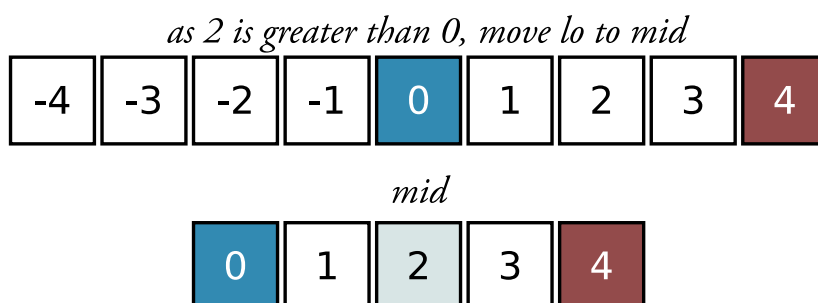 as 2 is greater than 0, move lo to mid
-4 -3 -2 -1 0 1 2 3 4
mid
0 1 2 3 4